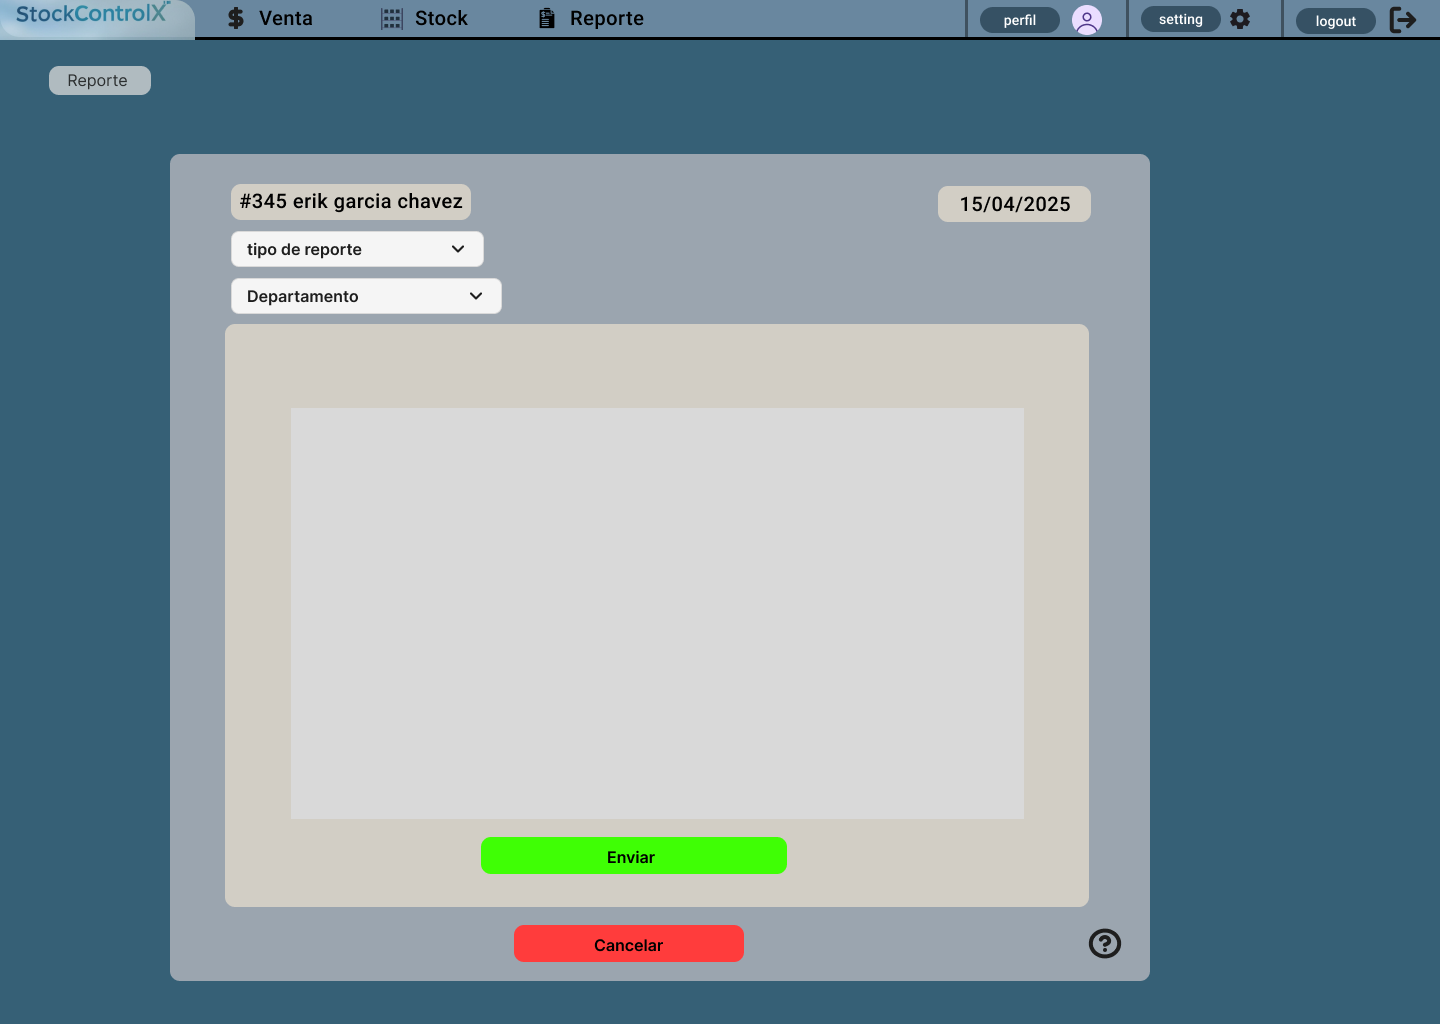 StockControlX
Venta
Stock
Reporte
perfil
setting
logout
Reporte
#345 erik garcia chavez
15/04/2025
tipo de reporte
Departamento
Enviar
Cancelar